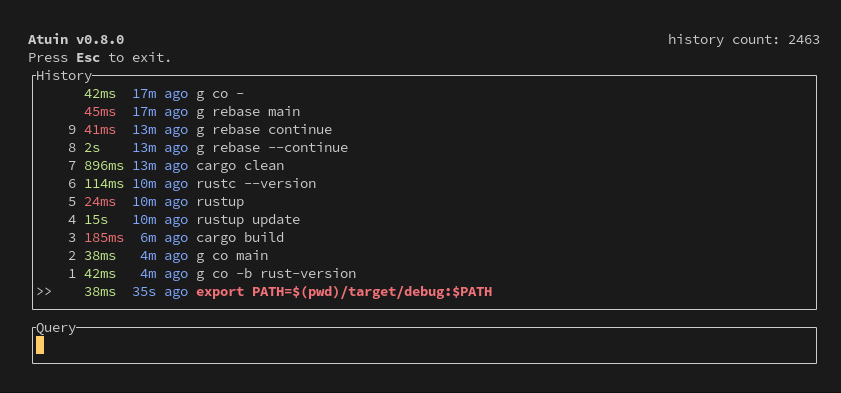 Atuin v0.8.0 history count: 2463
Press Esc to exit.
History
42ms 17m ago g co -
45ms 17m ago g rebase main
9 41ms 13m ago g rebase continue
8 2s 13m ago g rebase --continue
7 896ms 13m ago cargo clean
6 114ms 10m ago rustc --version
5 24ms 10m ago rustup
4 15s 10m ago rustup update
3 185ms 6m ago cargo build
2 38ms 4m ago g co main
1 42ms 4m ago g co -b rust-version
>> 38ms 35s ago export PATH=$(pwd)/target/debug:$PATH
Query